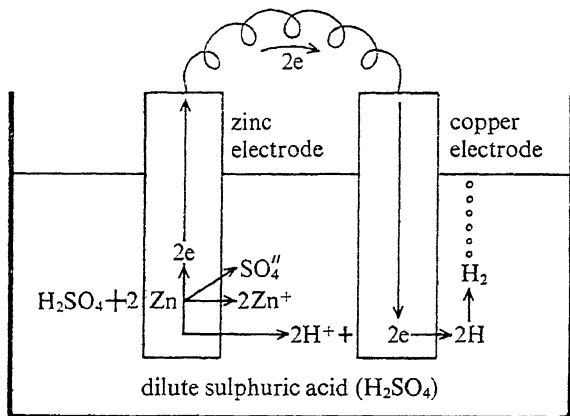 2e
zinc
electrode
copper
electrode
2e
SO₄″
H₂SO₄+2 Zn
2Zn⁺
H₂
2H⁺ +
2e
2H
dilute sulphuric acid (H₂SO₄)